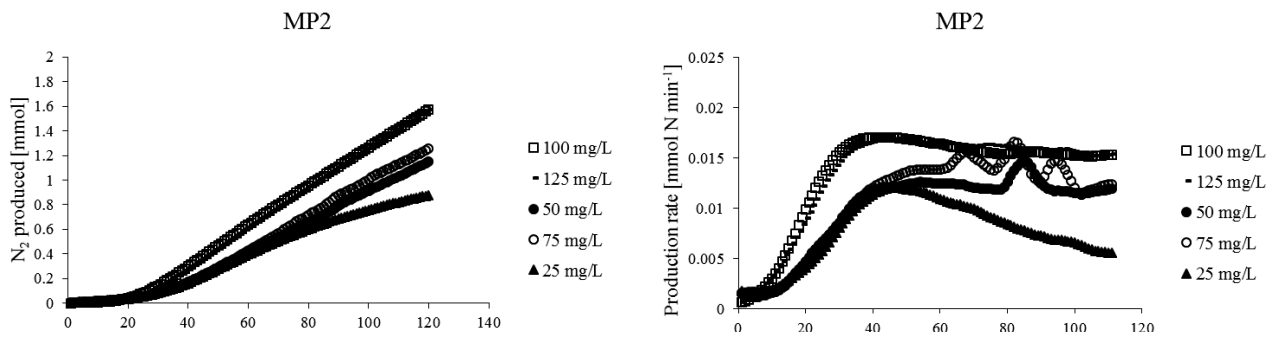 MP2
N₂ produced [mmol]
2
1.8
1.6
1.4
1.2
1
0.8
0.6
0.4
0.2
0
0 20 40 60 80 100 120 140
100 mg/L
125 mg/L
50 mg/L
75 mg/L
25 mg/L
MP2
Production rate [mmol N min⁻¹]
0.025
0.02
0.015
0.01
0.005
0
0 20 40 60 80 100 120
100 mg/L
125 mg/L
50 mg/L
75 mg/L
25 mg/L